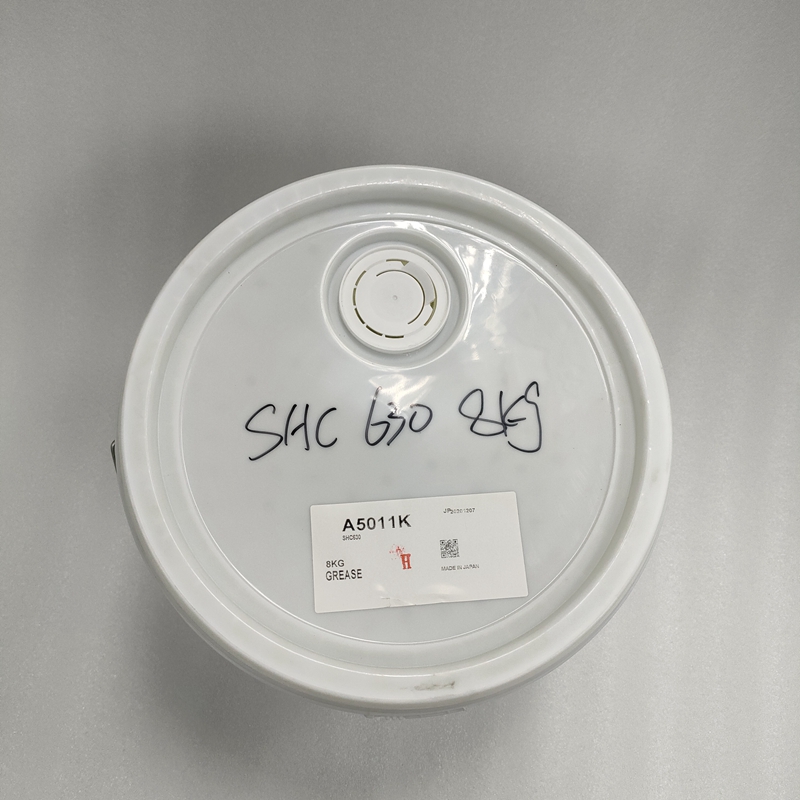 SHC 630 8KG
A5011K
SHC630
8KG
GREASE
H
MADE IN JAPAN